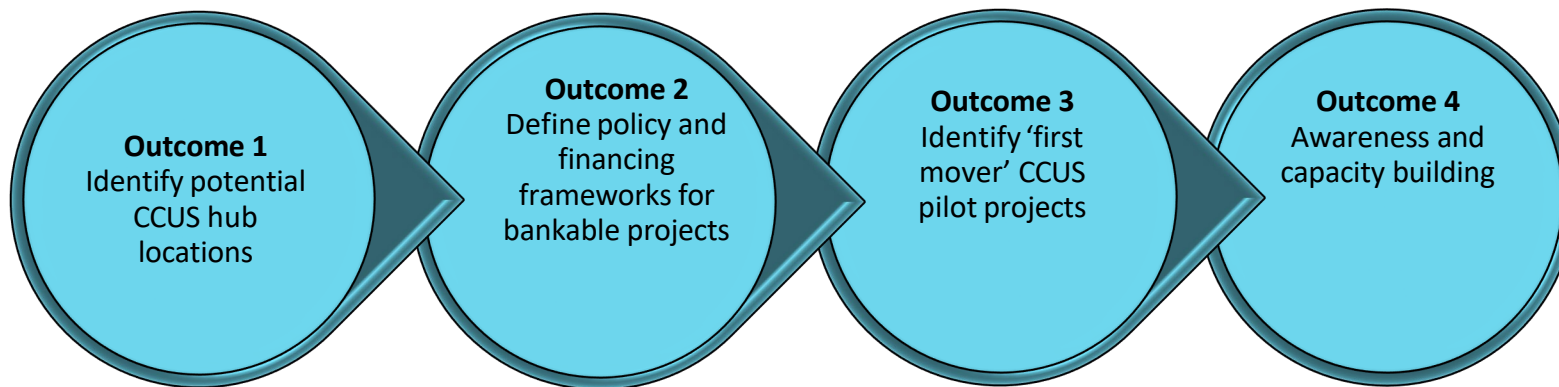 Outcome 1
Identify potential
CCUS hub
locations
Outcome 2
Define policy and
financing
frameworks for
bankable projects
Outcome 3
Identify ‘first
mover’ CCUS
pilot projects
Outcome 4
Awareness and
capacity building